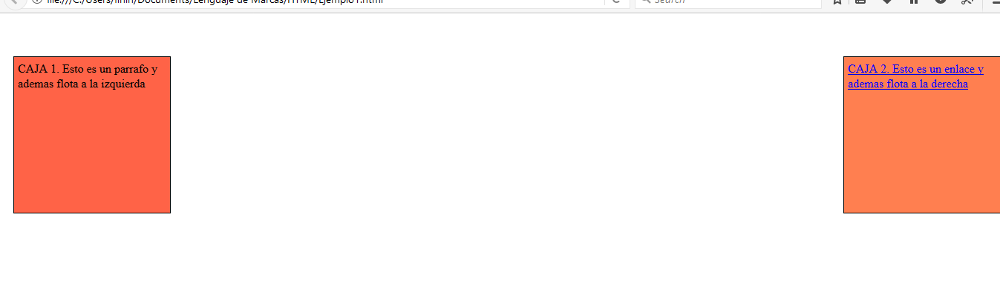 file:///C:/Users/
/Documents/Lenguaje de Marcas/HTML/Ejemplo1.html
Search
CAJA 1. Esto es un parrafo y
ademas flota a la izquierda
CAJA 2. Esto es un enlace y
ademas flota a la derecha